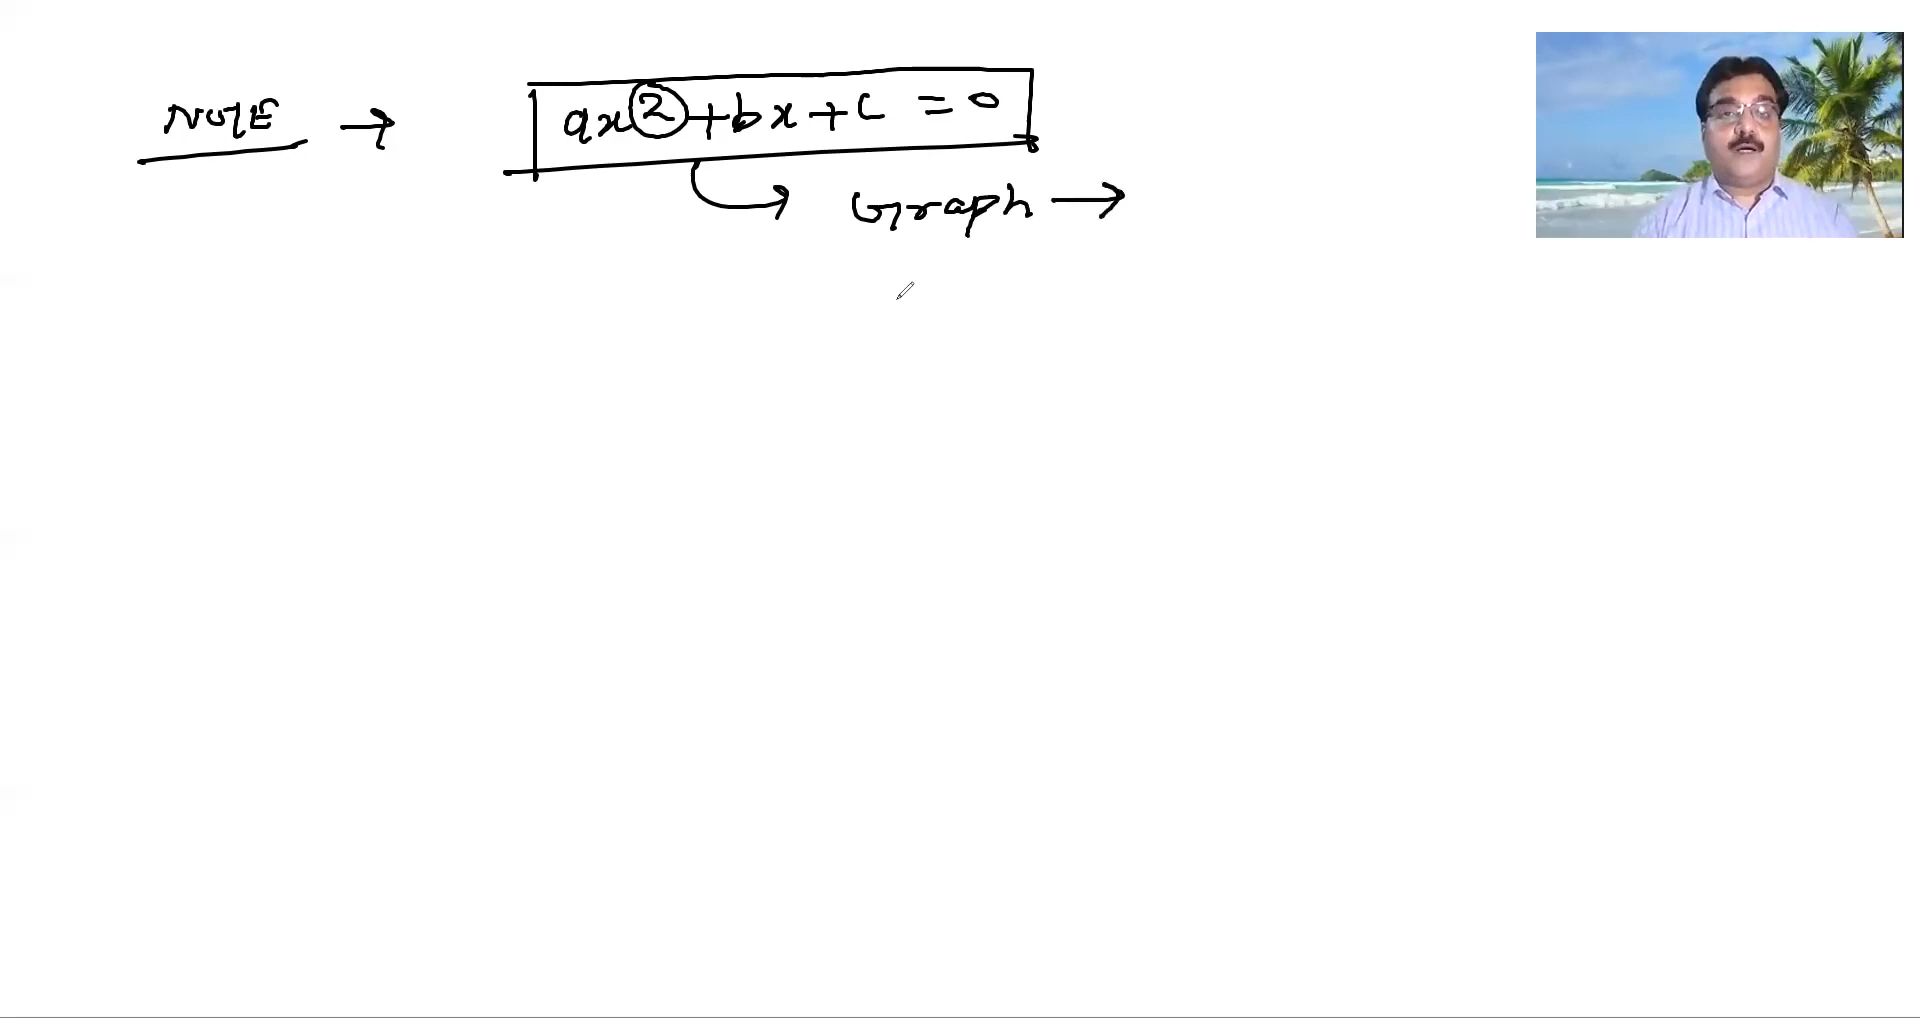 NOTE → ax²+bx+c = 0
Graph →